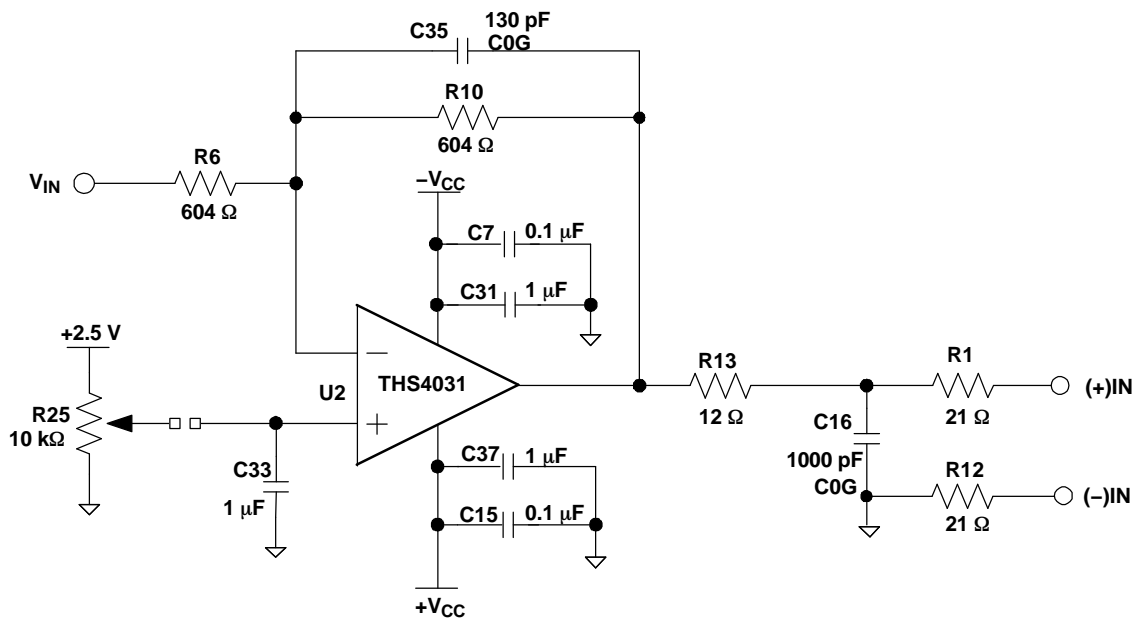 C35
130 pF
C0G
R10
604 Ω
R6
VIN
604 Ω
−VCC
C7
0.1 μF
C31
1 μF
+2.5 V
R25
10 kΩ
U2
THS4031
−
+
C33
1 μF
C37
1 μF
C15
0.1 μF
+VCC
R13
12 Ω
R1
21 Ω
(+)IN
C16
1000 pF
C0G
R12
21 Ω
(−)IN